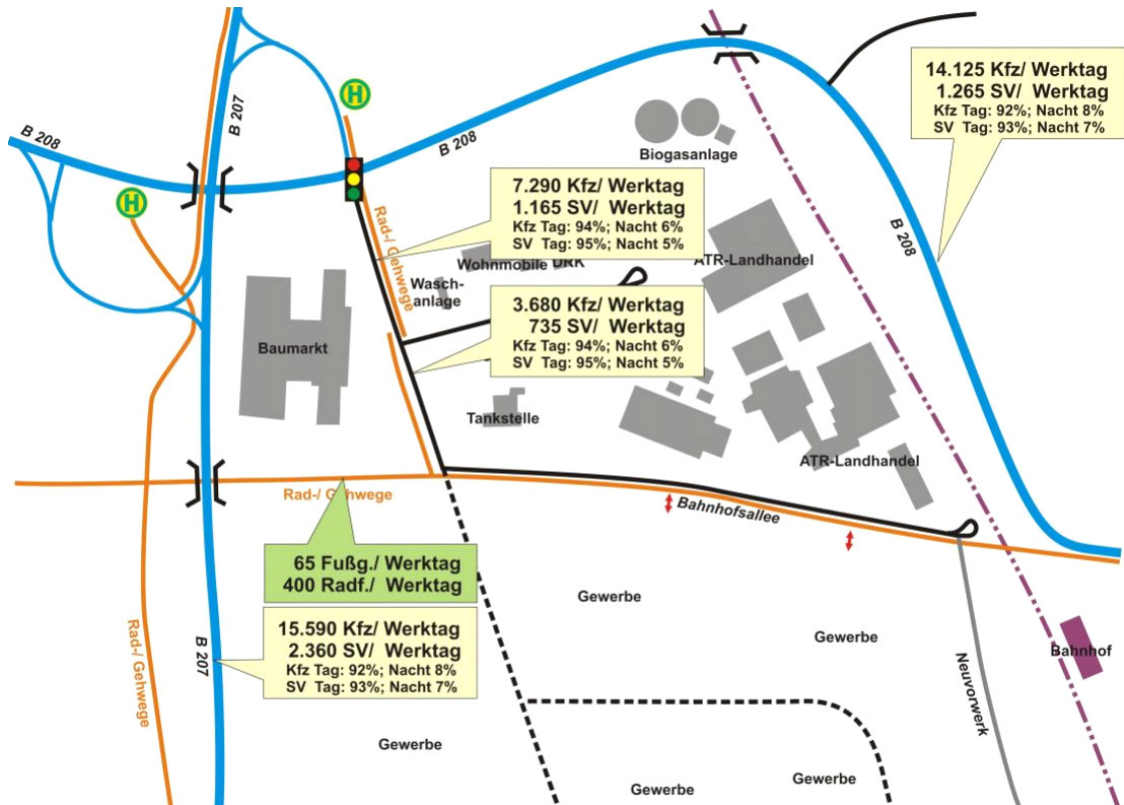 B 207
H
B 208
B 208
14.125 Kfz/ Werktag
1.265 SV/ Werktag
Kfz Tag: 92%; Nacht 8%
SV Tag: 93%; Nacht 7%
Biogasanlage
H
7.290 Kfz/ Werktag
1.165 SV/ Werktag
Kfz Tag: 94%; Nacht 6%
SV Tag: 95%; Nacht 5%
Rad-/ Gehwege
B 208
Wohnmobile DRK
ATR-Landhandel
Wasch-
anlage
3.680 Kfz/ Werktag
735 SV/ Werktag
Kfz Tag: 94%; Nacht 6%
SV Tag: 95%; Nacht 5%
Baumarkt
Tankstelle
ATR-Landhandel
Rad-/ Gehwege
Bahnhofsallee
65 Fußg./ Werktag
400 Radf./ Werktag
Gewerbe
15.590 Kfz/ Werktag
2.360 SV/ Werktag
Kfz Tag: 92%; Nacht 8%
SV Tag: 93%; Nacht 7%
Rad-/ Gehwege
B 207
Gewerbe
Bahnhof
Neuvorwerk
Gewerbe
Gewerbe
Gewerbe